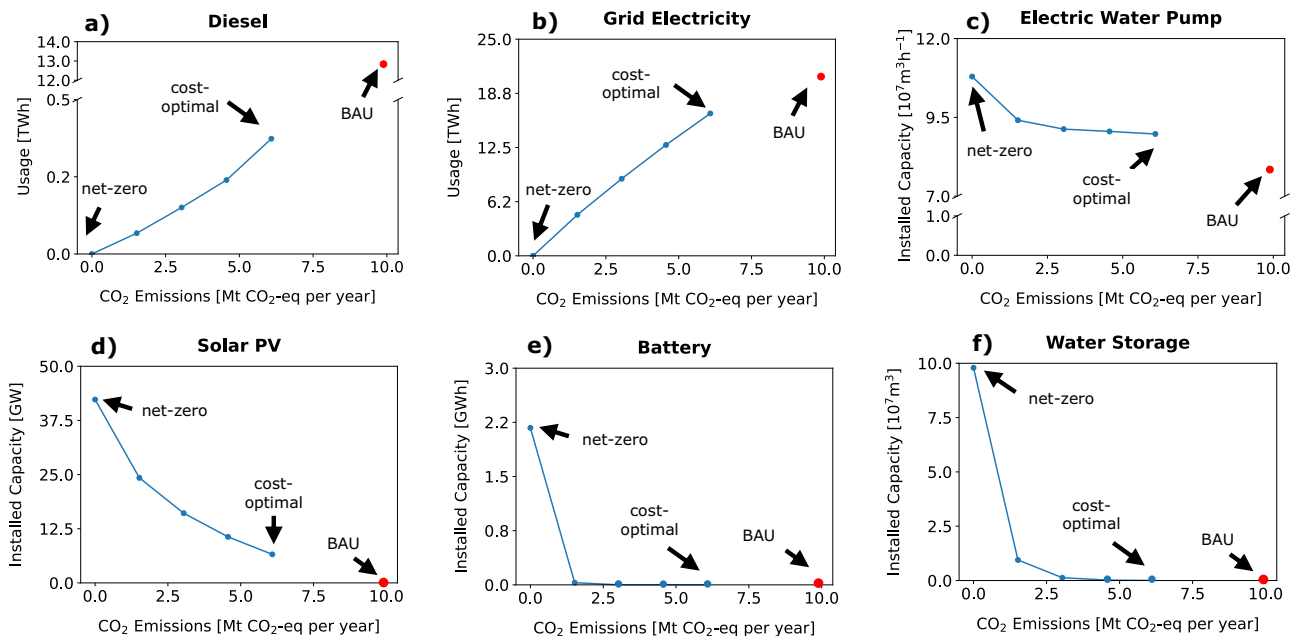 a)
Diesel
14.0
13.0
12.0
0.5
0.2
0.0
Usage [TWh]
cost-
optimal
BAU
net-zero
0.0 2.5 5.0 7.5 10.0
CO₂ Emissions [Mt CO₂-eq per year]
b)
Grid Electricity
25.0
18.8
12.5
6.2
0.0
Usage [TWh]
cost-
optimal
BAU
net-zero
0.0 2.5 5.0 7.5 10.0
CO₂ Emissions [Mt CO₂-eq per year]
c)
Electric Water Pump
12.0
9.5
7.0
1.0
0.0
Installed Capacity [10⁷m³h⁻¹]
net-zero
cost-
optimal
BAU
0.0 2.5 5.0 7.5 10.0
CO₂ Emissions [Mt CO₂-eq per year]
d)
Solar PV
50.0
37.5
25.0
12.5
0.0
Installed Capacity [GW]
net-zero
cost-
optimal
BAU
0.0 2.5 5.0 7.5 10.0
CO₂ Emissions [Mt CO₂-eq per year]
e)
Battery
3.0
2.2
1.5
0.8
0.0
Installed Capacity [GWh]
net-zero
cost-
optimal
BAU
0.0 2.5 5.0 7.5 10.0
CO₂ Emissions [Mt CO₂-eq per year]
f)
Water Storage
10.0
7.5
5.0
2.5
0.0
Installed Capacity [10⁷m³]
net-zero
cost-
optimal
BAU
0.0 2.5 5.0 7.5 10.0
CO₂ Emissions [Mt CO₂-eq per year]